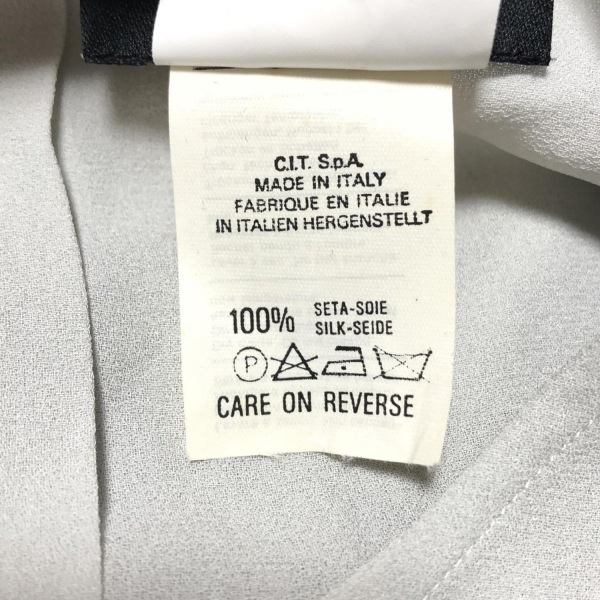 C.I.T. S.p.A.
MADE IN ITALY
FABRIQUE EN ITALIE
IN ITALIEN HERGENSTELLT
100% SETA-SOIE
SILK-SEIDE
P
CARE ON REVERSE